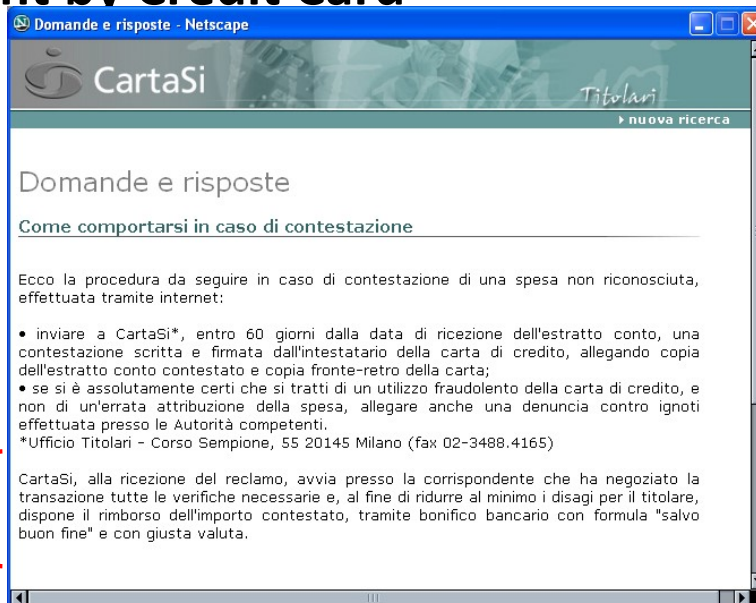 nt by Credit Card
Domande e risposte - Netscape
CartaSi
Titolari
nuova ricerca
Domande e risposte
Come comportarsi in caso di contestazione
Ecco la procedura da seguire in caso di contestazione di una spesa non riconosciuta,
effettuata tramite internet:
• inviare a CartaSi*, entro 60 giorni dalla data di ricezione dell'estratto conto, una
contestazione scritta e firmata dall'intestatario della carta di credito, allegando copia
dell'estratto conto contestato e copia fronte-retro della carta;
• se si è assolutamente certi che si tratti di un utilizzo fraudolento della carta di credito, e
non di un'errata attribuzione della spesa, allegare anche una denuncia contro ignoti
effettuata presso le Autorità competenti.
*Ufficio Titolari - Corso Sempione, 55 20145 Milano (fax 02-3488.4165)
CartaSi, alla ricezione del reclamo, avvia presso la corrispondente che ha negoziato la
transazione tutte le verifiche necessarie e, al fine di ridurre al minimo i disagi per il titolare,
dispone il rimborso dell'importo contestato, tramite bonifico bancario con formula "salvo
buon fine" e con giusta valuta.